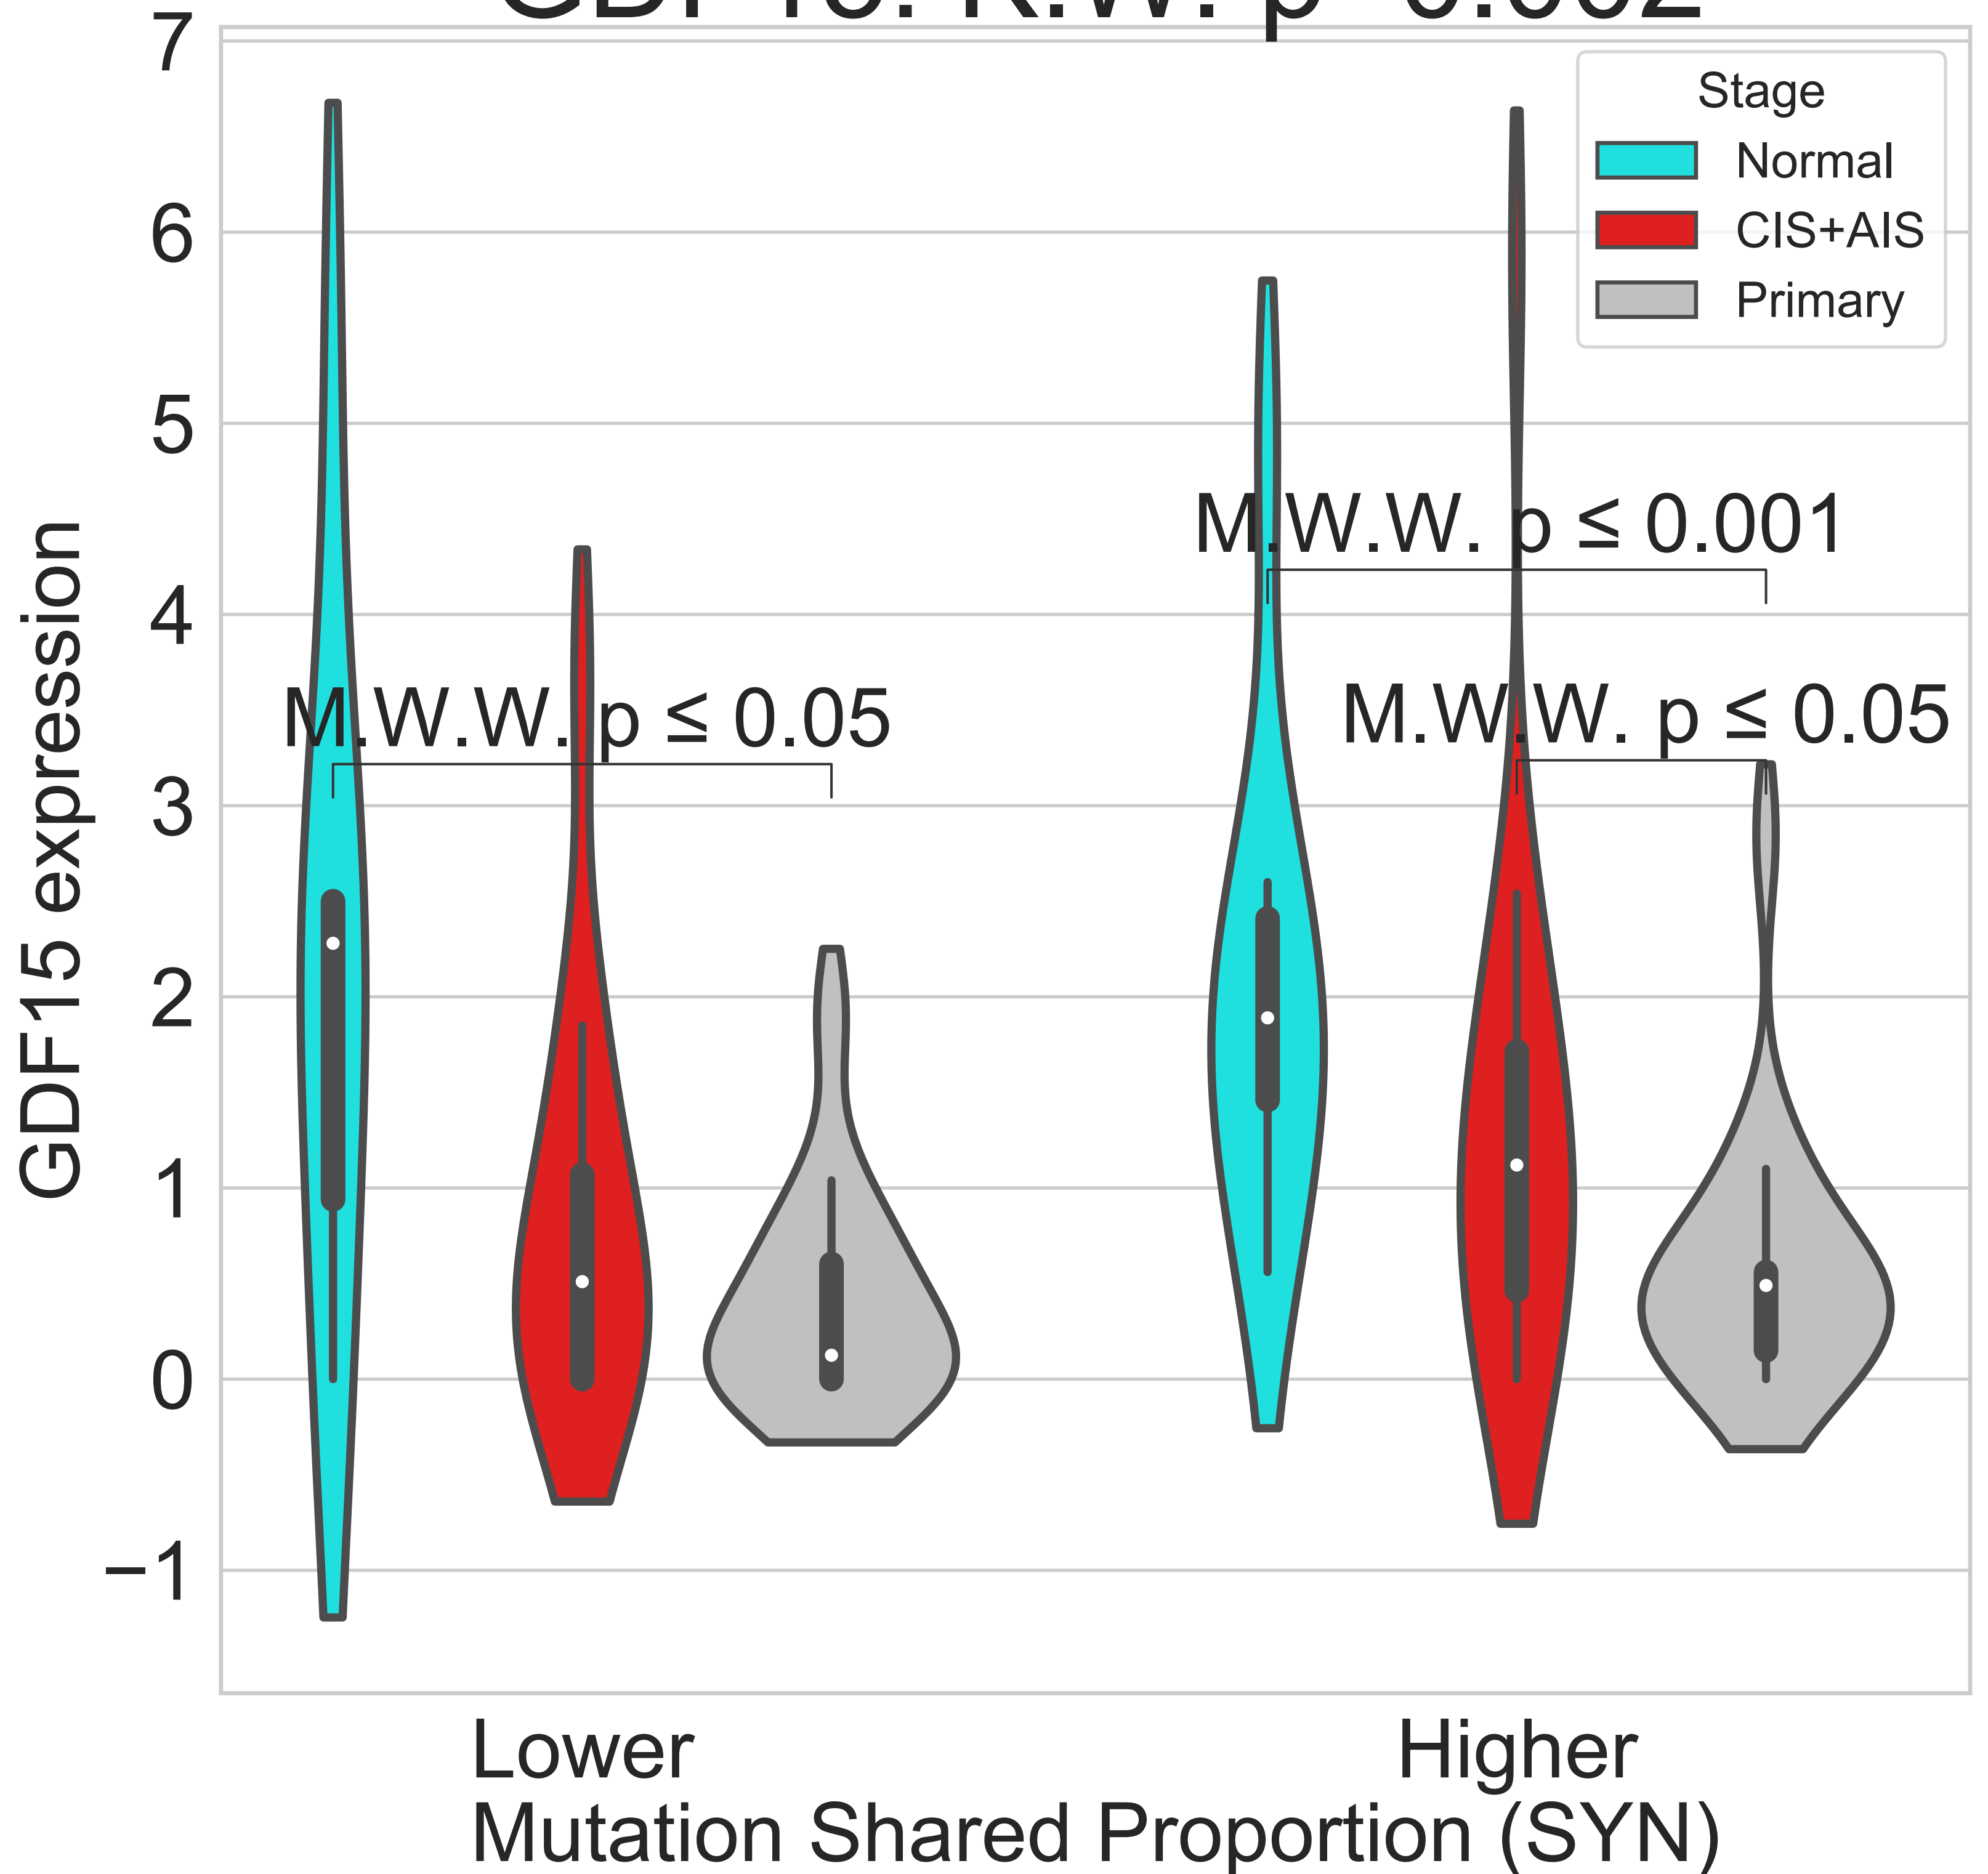 7
6
5
4
3
2
1
0
−1
GDF15 expression
Stage
Normal
CIS+AIS
Primary
M.W.W. p ≤ 0.001
M.W.W. p ≤ 0.05
M.W.W. p ≤ 0.05
Lower
Higher
Mutation Shared Proportion (SYN)